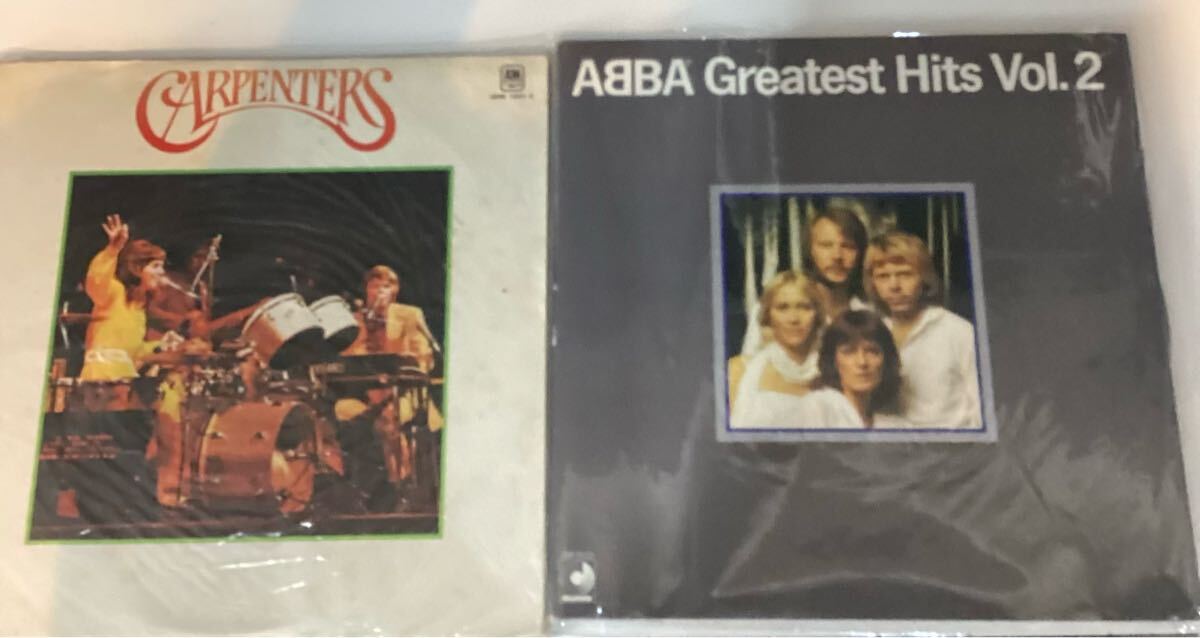 CARPENTERS
ABBA Greatest Hits Vol.2